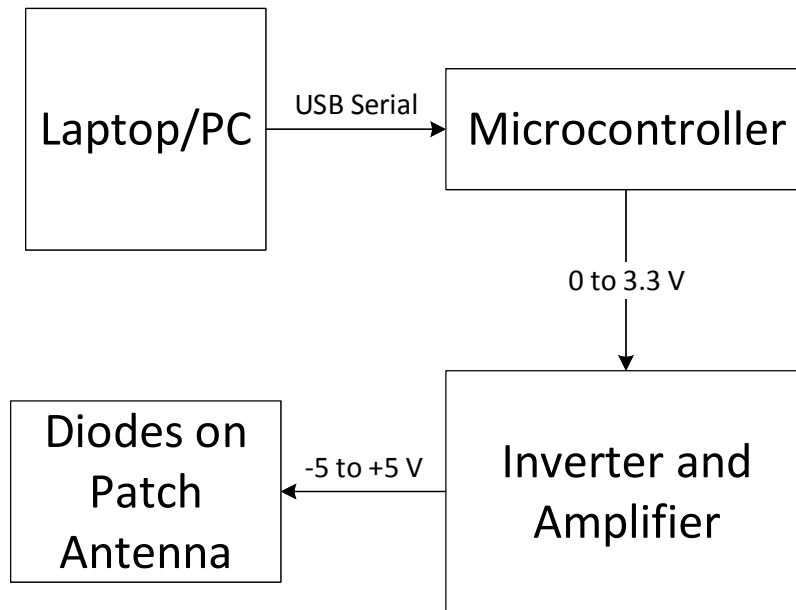 Laptop/PC
USB Serial
Microcontroller
0 to 3.3 V
Inverter and
Amplifier
-5 to +5 V
Diodes on
Patch
Antenna